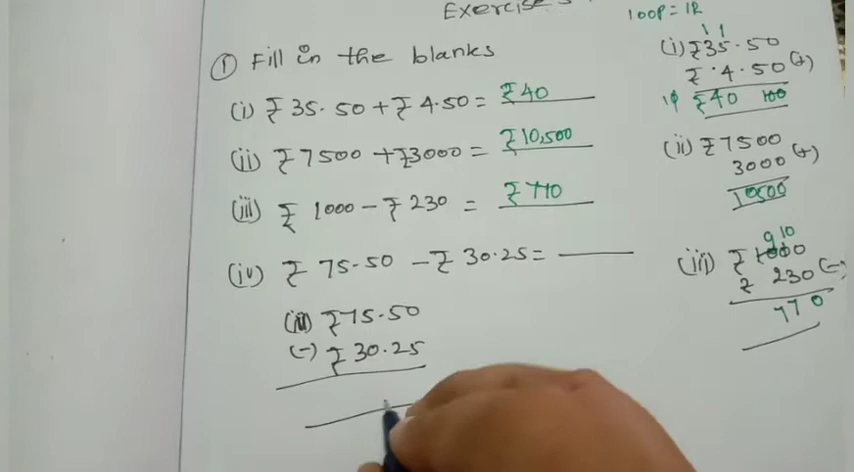 Exercise
100P = 1R
① Fill in the blanks
(i) ₹ 35.50 + ₹ 4.50 = ₹40
(ii) ₹ 7500 + ₹3000 = ₹10,500
(iii) ₹ 1000 - ₹ 230 = ₹770
(iv) ₹ 75.50 - ₹ 30.25 =
₹75.50
(-) ₹ 30.25
(i) ₹35.50
₹ 4.50 (+)
₹40 100
(ii) ₹7500
3000 (+)
10500
(iii) 9 10
₹ 1000
₹ 230 (-)
770